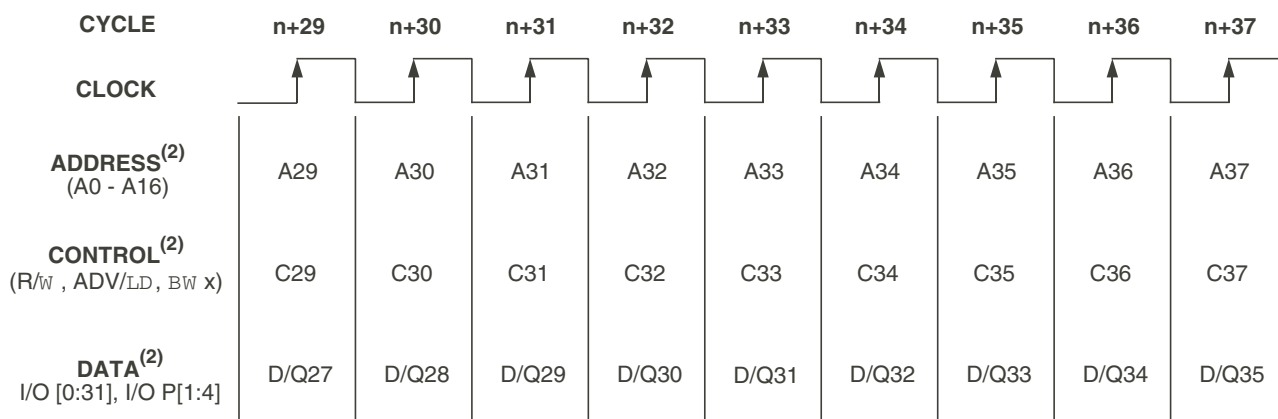 CYCLE n+29 n+30 n+31 n+32 n+33 n+34 n+35 n+36 n+37
CLOCK
ADDRESS(2)
(A0 - A16) A29 A30 A31 A32 A33 A34 A35 A36 A37
CONTROL(2)
(R/W , ADV/LD, BW x) C29 C30 C31 C32 C33 C34 C35 C36 C37
DATA(2)
I/O [0:31], I/O P[1:4] D/Q27 D/Q28 D/Q29 D/Q30 D/Q31 D/Q32 D/Q33 D/Q34 D/Q35